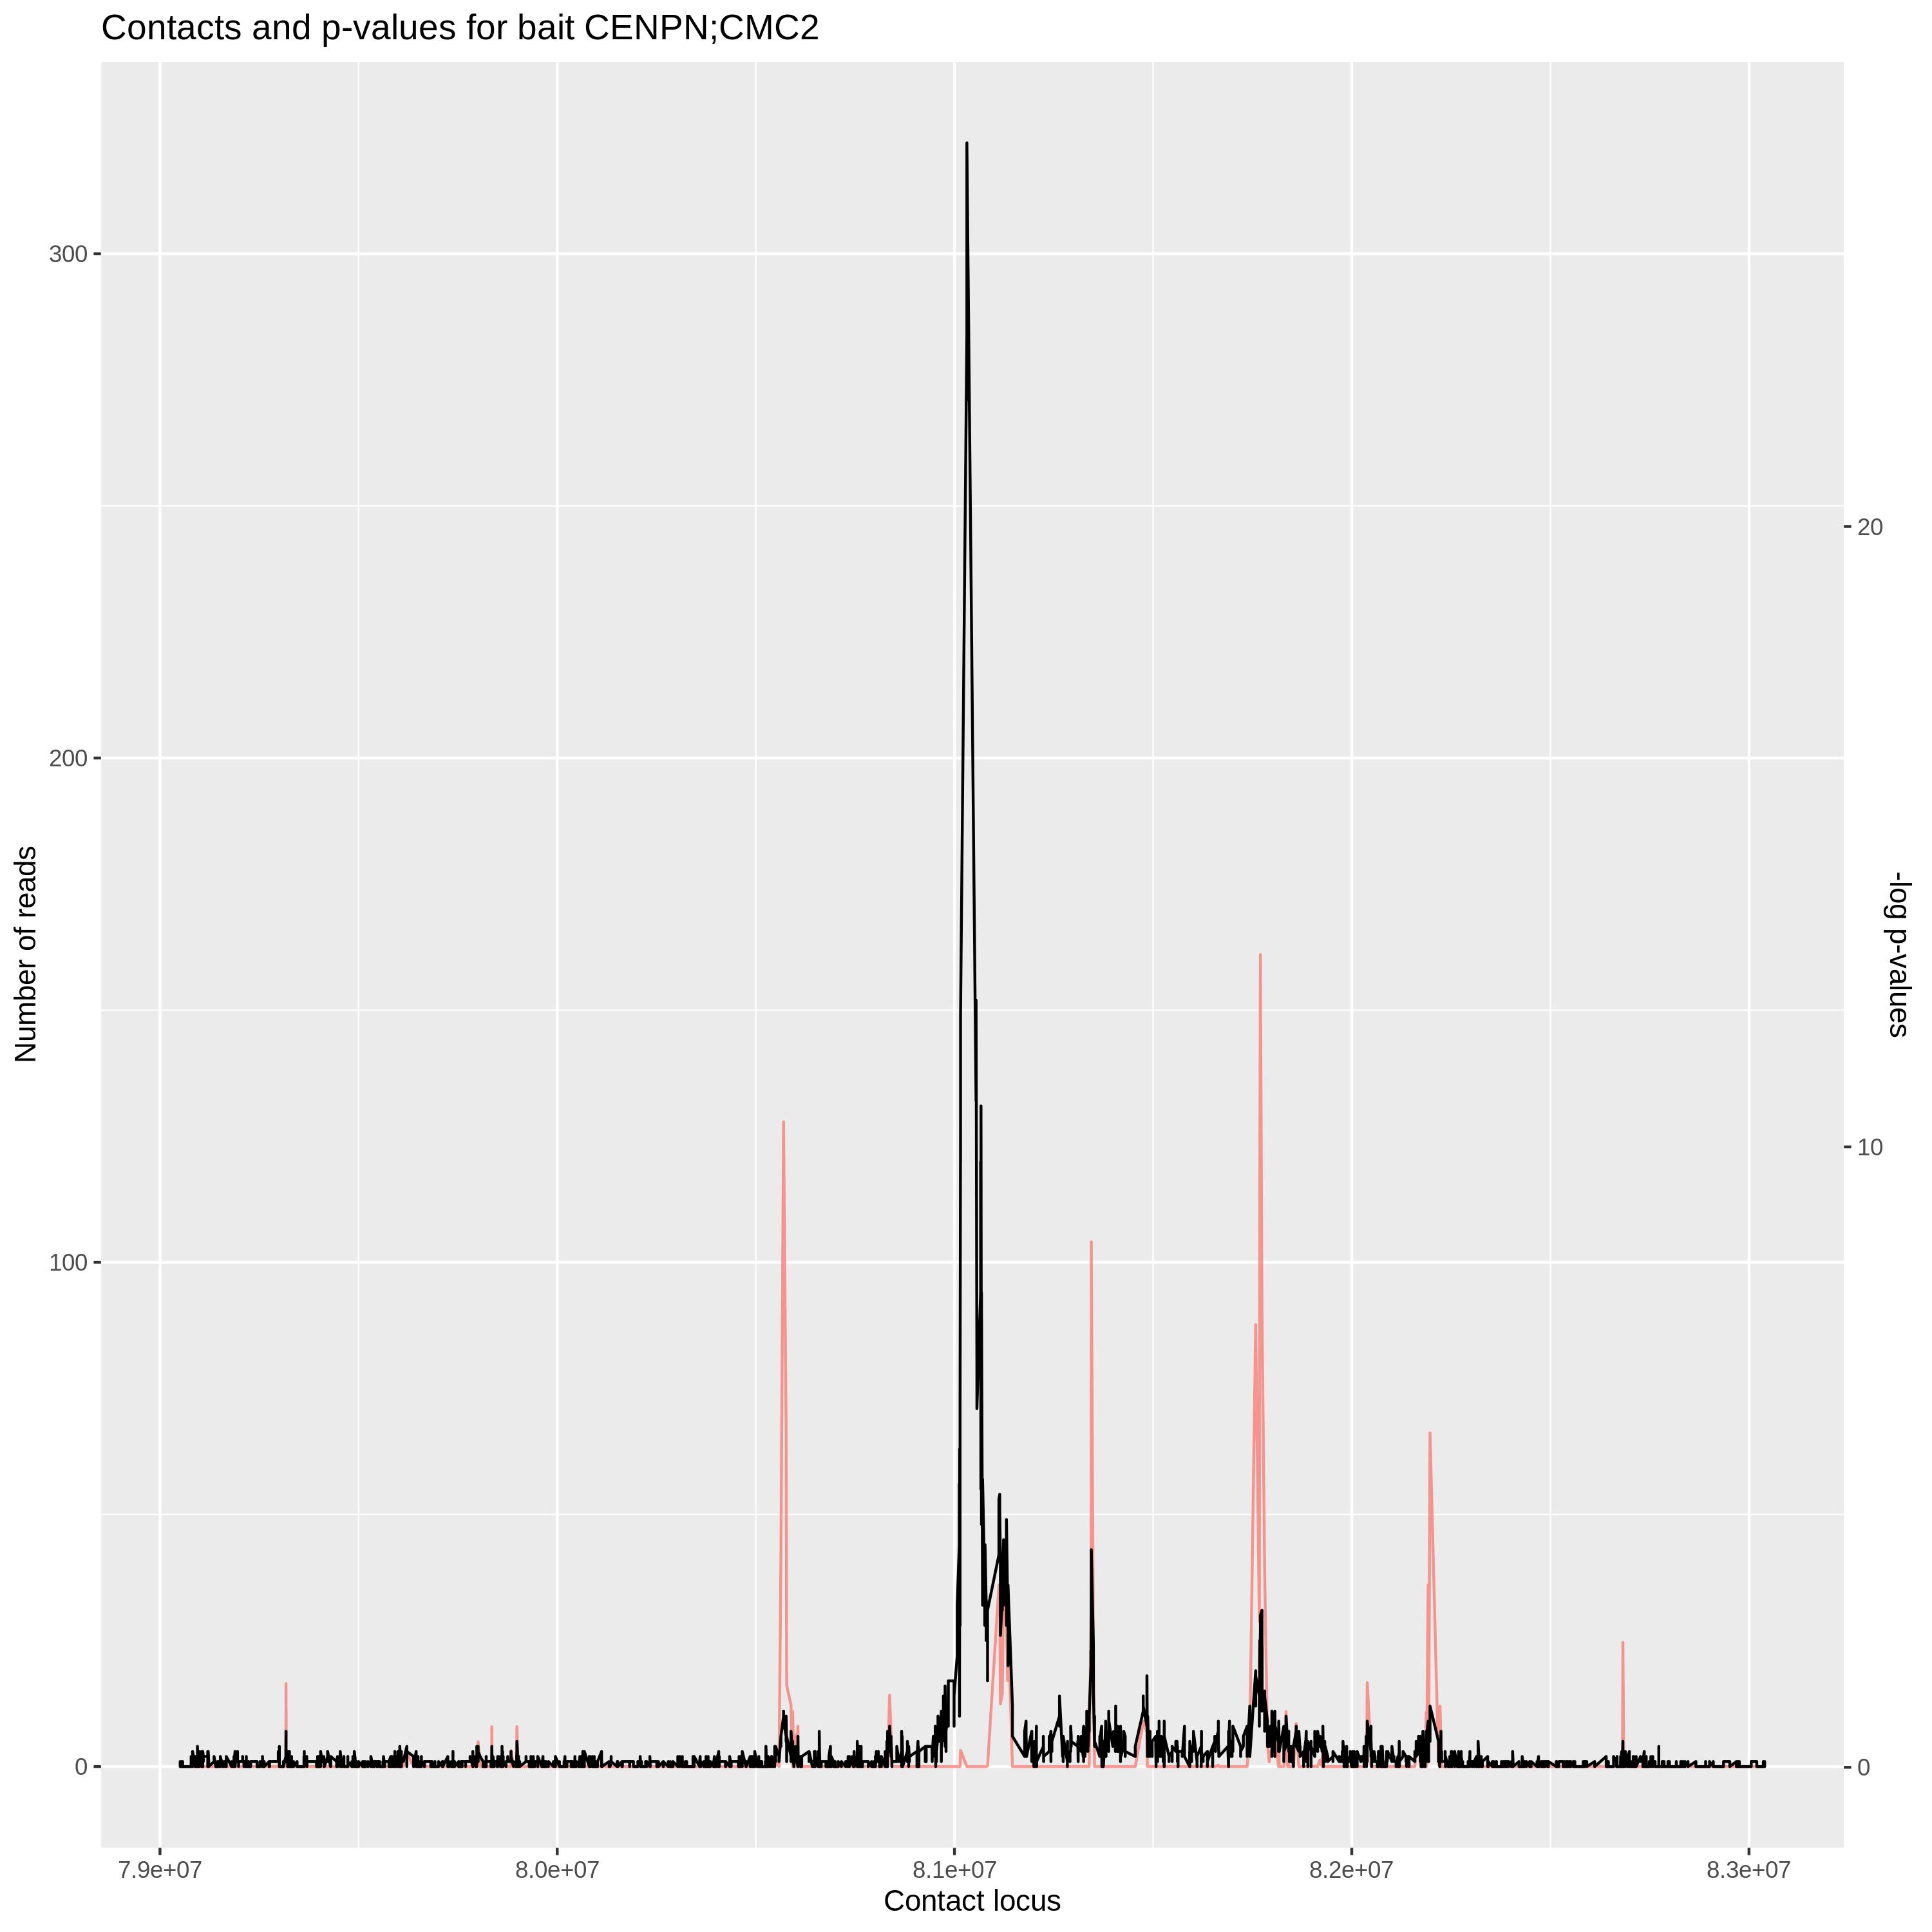 Contacts and p-values for bait CENPN;CMC2
300
200
100
0
Number of reads
20
10
0
-log p-values
7.9e+07 8.0e+07 8.1e+07 8.2e+07 8.3e+07
Contact locus